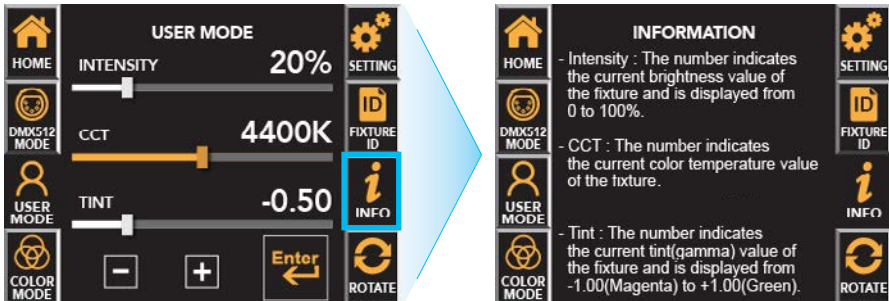 USER MODE
HOME
INTENSITY
20%
SETTING
DMX512
MODE
CCT
4400K
FIXTURE
ID
ID
USER
MODE
TINT
-0.50
INFO
COLOR
MODE
-
+
Enter
ROTATE
INFORMATION
HOME
- Intensity : The number indicates
the current brightness value of
the fixture and is displayed from
0 to 100%.
SETTING
DMX512
MODE
- CCT : The number indicates
the current color temperature value
of the fixture.
ID
FIXTURE
ID
USER
MODE
INFO
- Tint : The number indicates
the current tint(gamma) value of
the fixture and is displayed from
-1.00(Magenta) to +1.00(Green).
COLOR
MODE
ROTATE